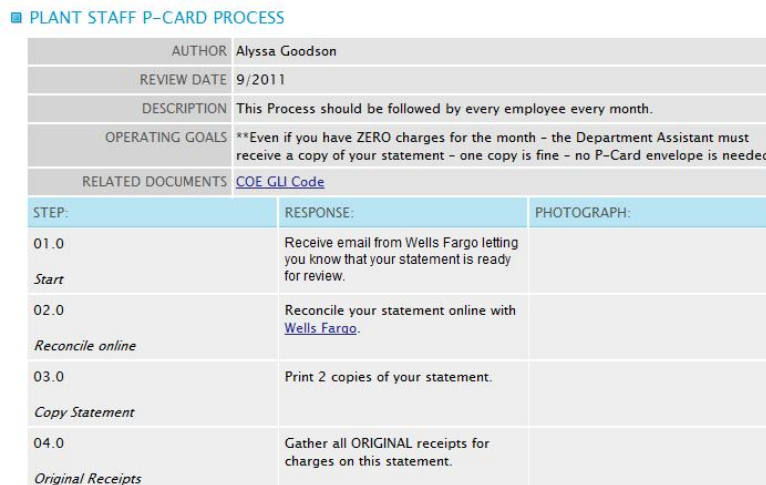 PLANT STAFF P-CARD PROCESS
AUTHOR Alyssa Goodson
REVIEW DATE 9/2011
DESCRIPTION This Process should be followed by every employee every month.
OPERATING GOALS **Even if you have ZERO charges for the month – the Department Assistant must
receive a copy of your statement – one copy is fine – no P-Card envelope is needed
RELATED DOCUMENTS COE GLI Code
STEP: RESPONSE: PHOTOGRAPH:
01.0 Receive email from Wells Fargo letting
you know that your statement is ready
Start for review.
02.0 Reconcile your statement online with
Wells Fargo.
Reconcile online
03.0 Print 2 copies of your statement.
Copy Statement
04.0 Gather all ORIGINAL receipts for
charges on this statement.
Original Receipts